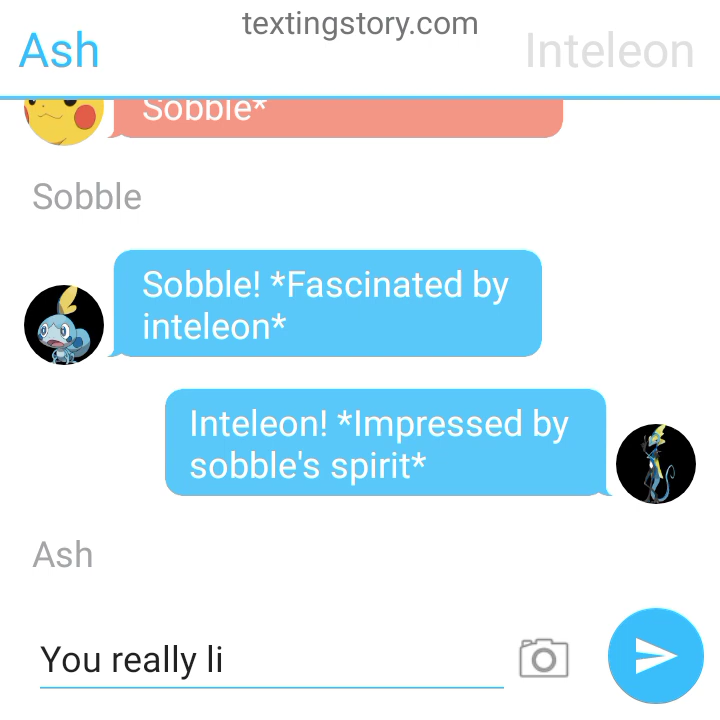 textingstory.com
Ash
Inteleon
Sobble*
Sobble
Sobble! *Fascinated by
inteleon*
Inteleon! *Impressed by
sobble's spirit*
Ash
You really li